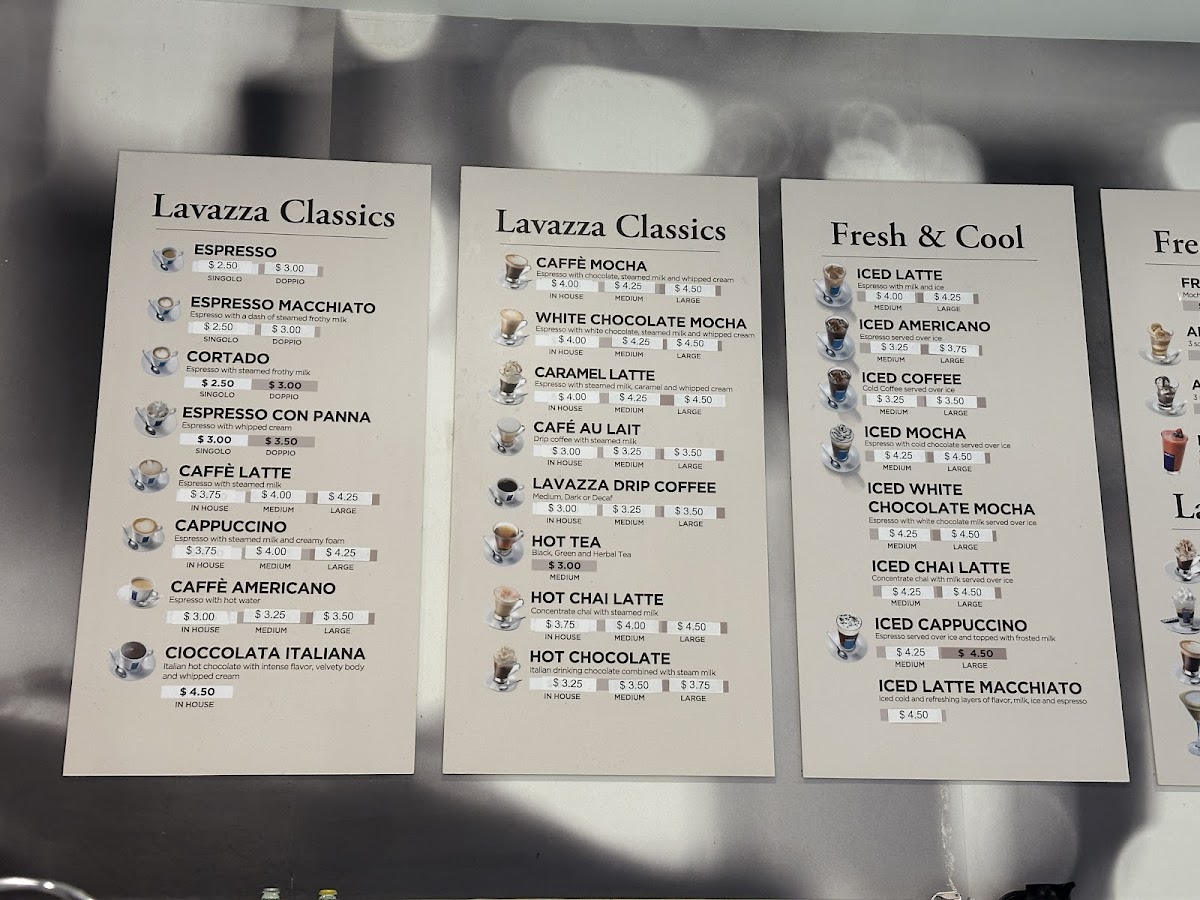 Lavazza Classics
ESPRESSO
$ 2.50 $ 3.00
SINGOLO DOPPIO
ESPRESSO MACCHIATO
Espresso with a dash of steamed frothy milk
$ 2.50 $ 3.00
SINGOLO DOPPIO
CORTADO
Espresso with steamed frothy milk
$ 2.50 $ 3.00
SINGOLO DOPPIO
ESPRESSO CON PANNA
Espresso with whipped cream
$ 3.00 $ 3.50
SINGOLO DOPPIO
CAFFÈ LATTE
Espresso with steamed milk
$ 3.75 $ 4.00 $ 4.25
IN HOUSE MEDIUM LARGE
CAPPUCCINO
Espresso with steamed milk and creamy foam
$ 3.75 $ 4.00 $ 4.25
IN HOUSE MEDIUM LARGE
CAFFÈ AMERICANO
Espresso with hot water
$ 3.00 $ 3.25 $ 3.50
IN HOUSE MEDIUM LARGE
CIOCCOLATA ITALIANA
Italian hot chocolate with intense flavor, velvety body
and whipped cream
$ 4.50
IN HOUSE
Lavazza Classics
CAFFÈ MOCHA
Espresso with chocolate, steamed milk and whipped cream
$ 4.00 $ 4.25 $ 4.50
IN HOUSE MEDIUM LARGE
WHITE CHOCOLATE MOCHA
Espresso with white chocolate, steamed milk and whipped cream
$ 4.00 $ 4.25 $ 4.50
IN HOUSE MEDIUM LARGE
CARAMEL LATTE
Espresso with steamed milk, caramel and whipped cream
$ 4.00 $ 4.25 $ 4.50
IN HOUSE MEDIUM LARGE
CAFÉ AU LAIT
Drip coffee with steamed milk
$ 3.00 $ 3.25 $ 3.50
IN HOUSE MEDIUM LARGE
LAVAZZA DRIP COFFEE
Medium, Dark or Decaf
$ 3.00 $ 3.25 $ 3.50
IN HOUSE MEDIUM LARGE
HOT TEA
Black, Green and Herbal Tea
$ 3.00
MEDIUM
HOT CHAI LATTE
Concentrate chai with steamed milk
$ 3.75 $ 4.00 $ 4.50
IN HOUSE MEDIUM LARGE
HOT CHOCOLATE
Italian drinking chocolate combined with steam milk
$ 3.25 $ 3.50 $ 3.75
IN HOUSE MEDIUM LARGE
Fresh & Cool
ICED LATTE
Espresso with milk and ice
$ 4.00 $ 4.25
MEDIUM LARGE
ICED AMERICANO
Espresso served over ice
$ 3.25 $ 3.75
MEDIUM LARGE
ICED COFFEE
Cold Coffee served over ice
$ 3.25 $ 3.50
MEDIUM LARGE
ICED MOCHA
Espresso with cold chocolate served over ice
$ 4.25 $ 4.50
MEDIUM LARGE
ICED WHITE
CHOCOLATE MOCHA
Espresso with white chocolate milk served over ice
$ 4.25 $ 4.50
MEDIUM LARGE
ICED CHAI LATTE
Concentrate chai with milk served over ice
$ 4.25 $ 4.50
MEDIUM LARGE
ICED CAPPUCCINO
Espresso served over ice and topped with frosted milk
$ 4.25 $ 4.50
MEDIUM LARGE
ICED LATTE MACCHIATO
Iced cold and refreshing layers of flavor, milk, ice and espresso
$ 4.50